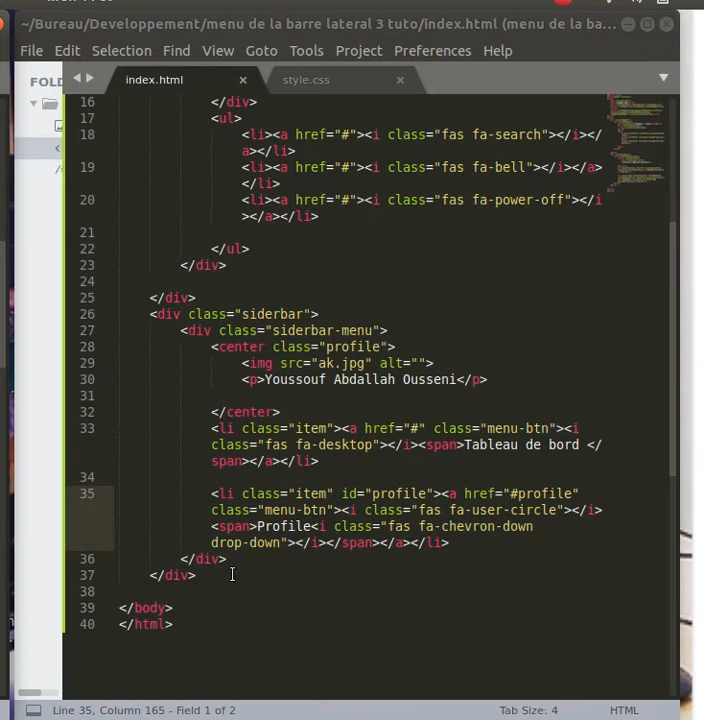 ~/Bureau/Developpement/menu de la barre lateral 3 tuto/index.html (menu de la ba...
File Edit Selection Find View Goto Tools Project Preferences Help
FOLD
index.html × style.css ×
16 </div>
17 <ul>
18 <li><a href="#"><i class="fas fa-search"></i></
a></li>
19 <li><a href="#"><i class="fas fa-bell"></i></a>
</li>
20 <li><a href="#"><i class="fas fa-power-off"></i
></a></li>
21
22 </ul>
23 </div>
24
25 </div>
26 <div class="siderbar">
27 <div class="siderbar-menu">
28 <center class="profile">
29 <img src="ak.jpg" alt="">
30 <p>Youssouf Abdallah Ousseni</p>
31
32 </center>
33 <li class="item"><a href="#" class="menu-btn"><i
class="fas fa-desktop"></i><span>Tableau de bord </
span></a></li>
34
35 <li class="item" id="profile"><a href="#profile"
class="menu-btn"><i class="fas fa-user-circle"></i>
<span>Profile<i class="fas fa-chevron-down
drop-down"></i></span></a></li>
36 </div>
37 </div>
38
39 </body>
40 </html>
Line 35, Column 165 - Field 1 of 2 Tab Size: 4 HTML